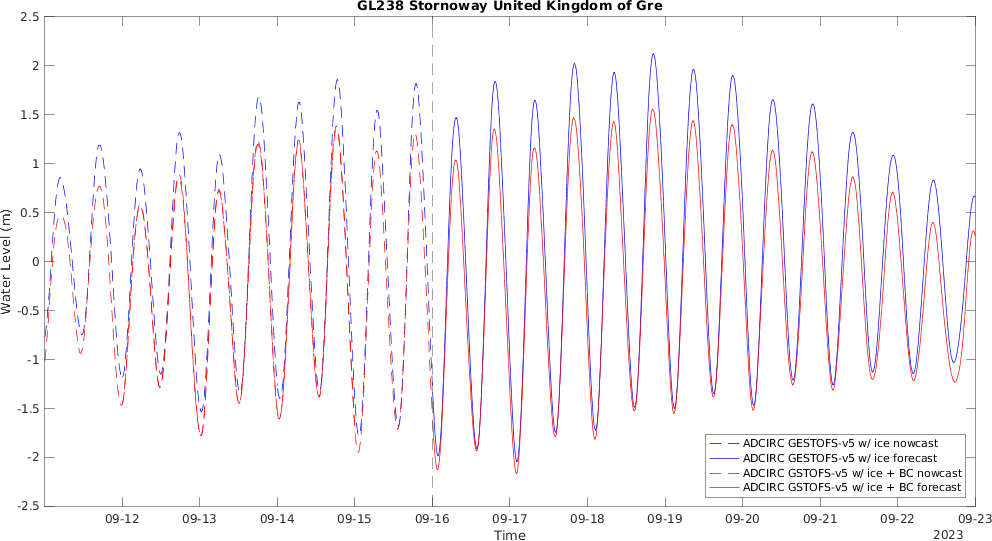 GL238 Stornoway United Kingdom of Gre
2.5
2
1.5
1
0.5
0
-0.5
-1
-1.5
-2
-2.5
Water Level (m)
ADCIRC GESTOFS-v5 w/ ice nowcast
ADCIRC GESTOFS-v5 w/ ice forecast
ADCIRC GSTOFS-v5 w/ ice + BC nowcast
ADCIRC GSTOFS-v5 w/ ice + BC forecast
09-12 09-13 09-14 09-15 09-16 09-17 09-18 09-19 09-20 09-21 09-22 09-23
Time
2023